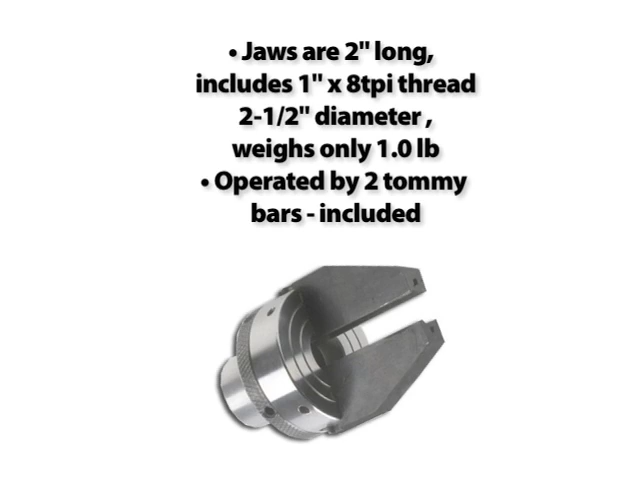 • Jaws are 2" long,
includes 1" x 8tpi thread
2-1/2" diameter ,
weighs only 1.0 lb
• Operated by 2 tommy
bars - included